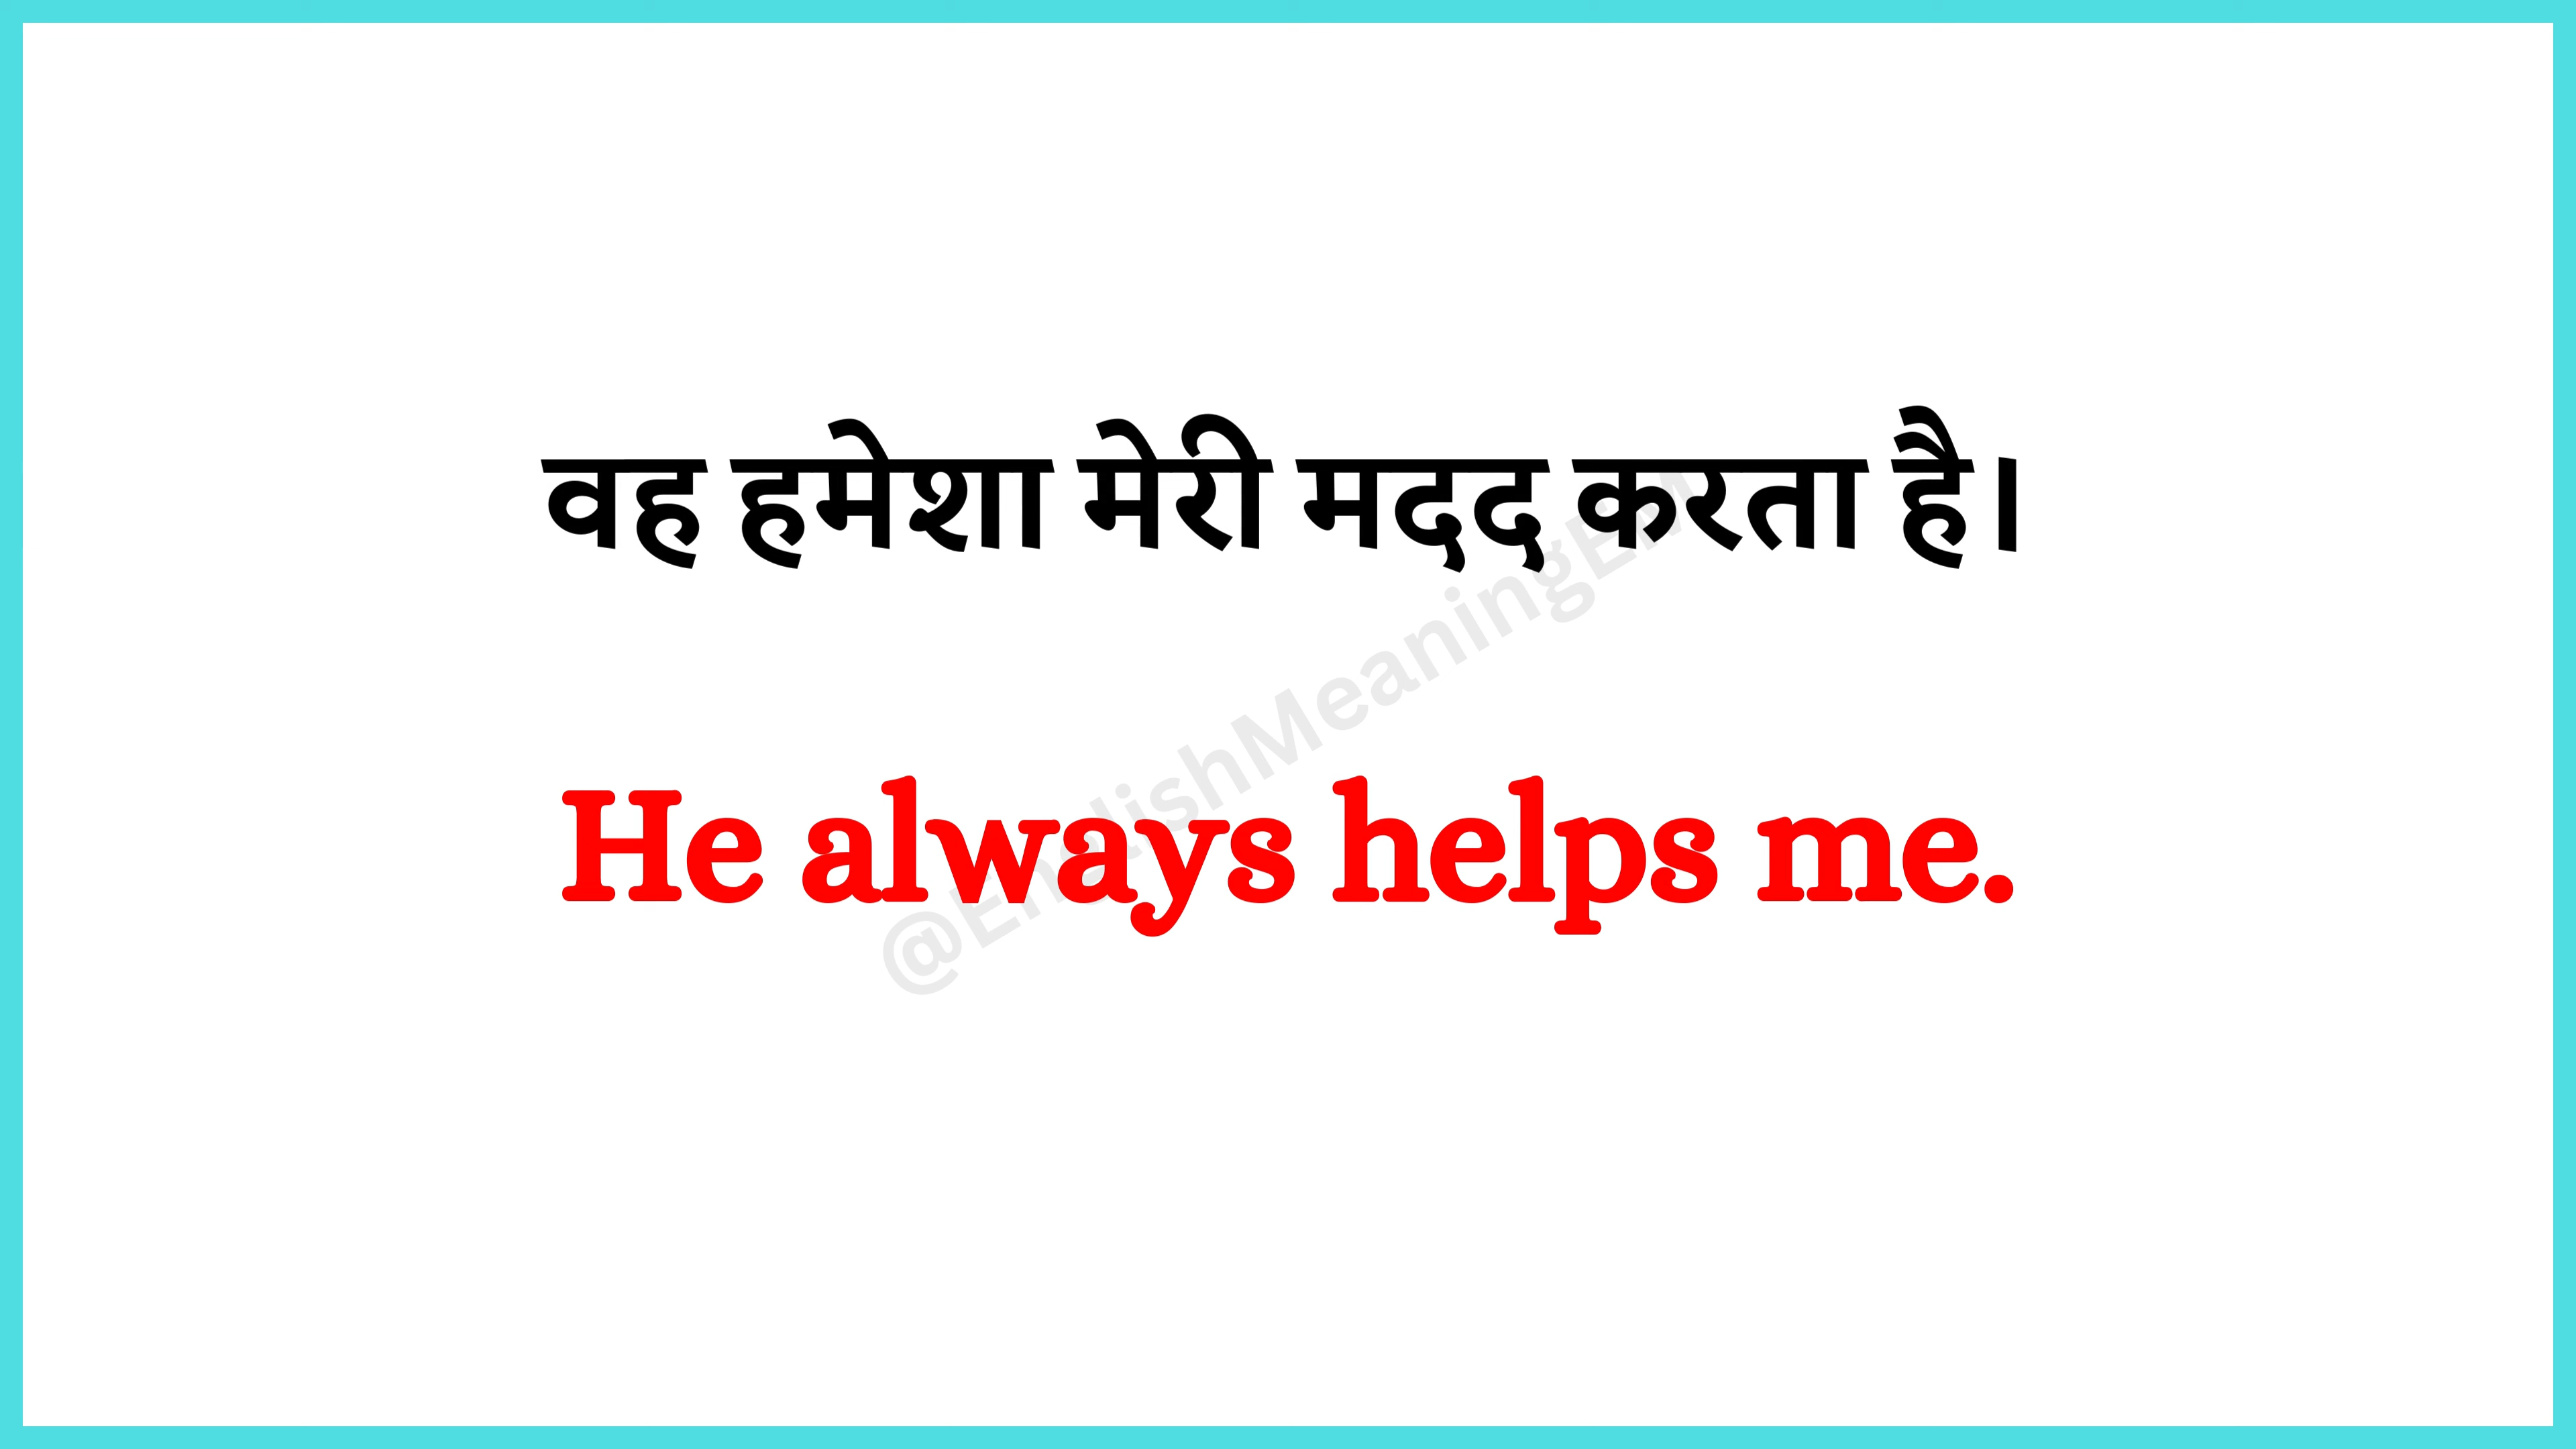 वह हमेशा मेरी मदद करता है।
He always helps me.